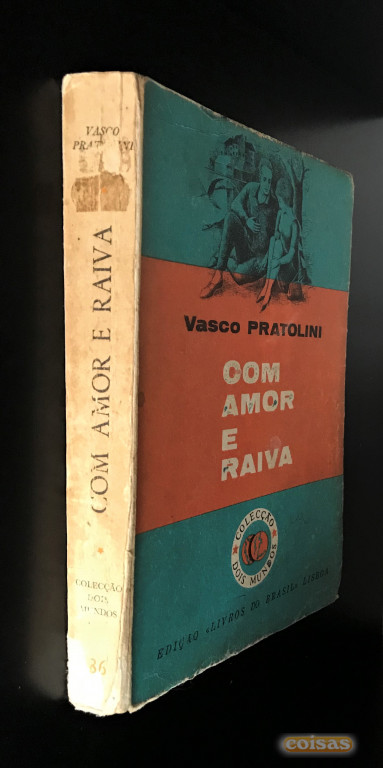 VASCO
PRATOLINI
COM AMOR E RAIVA
COLECÇÃO
DOIS
MUNDOS
86
Vasco PRATOLINI
COM
AMOR
E
RAIVA
COLECÇÃO
DOIS MUNDOS
EDIÇÃO «LIVROS DO BRASIL» LISBOA
coisas